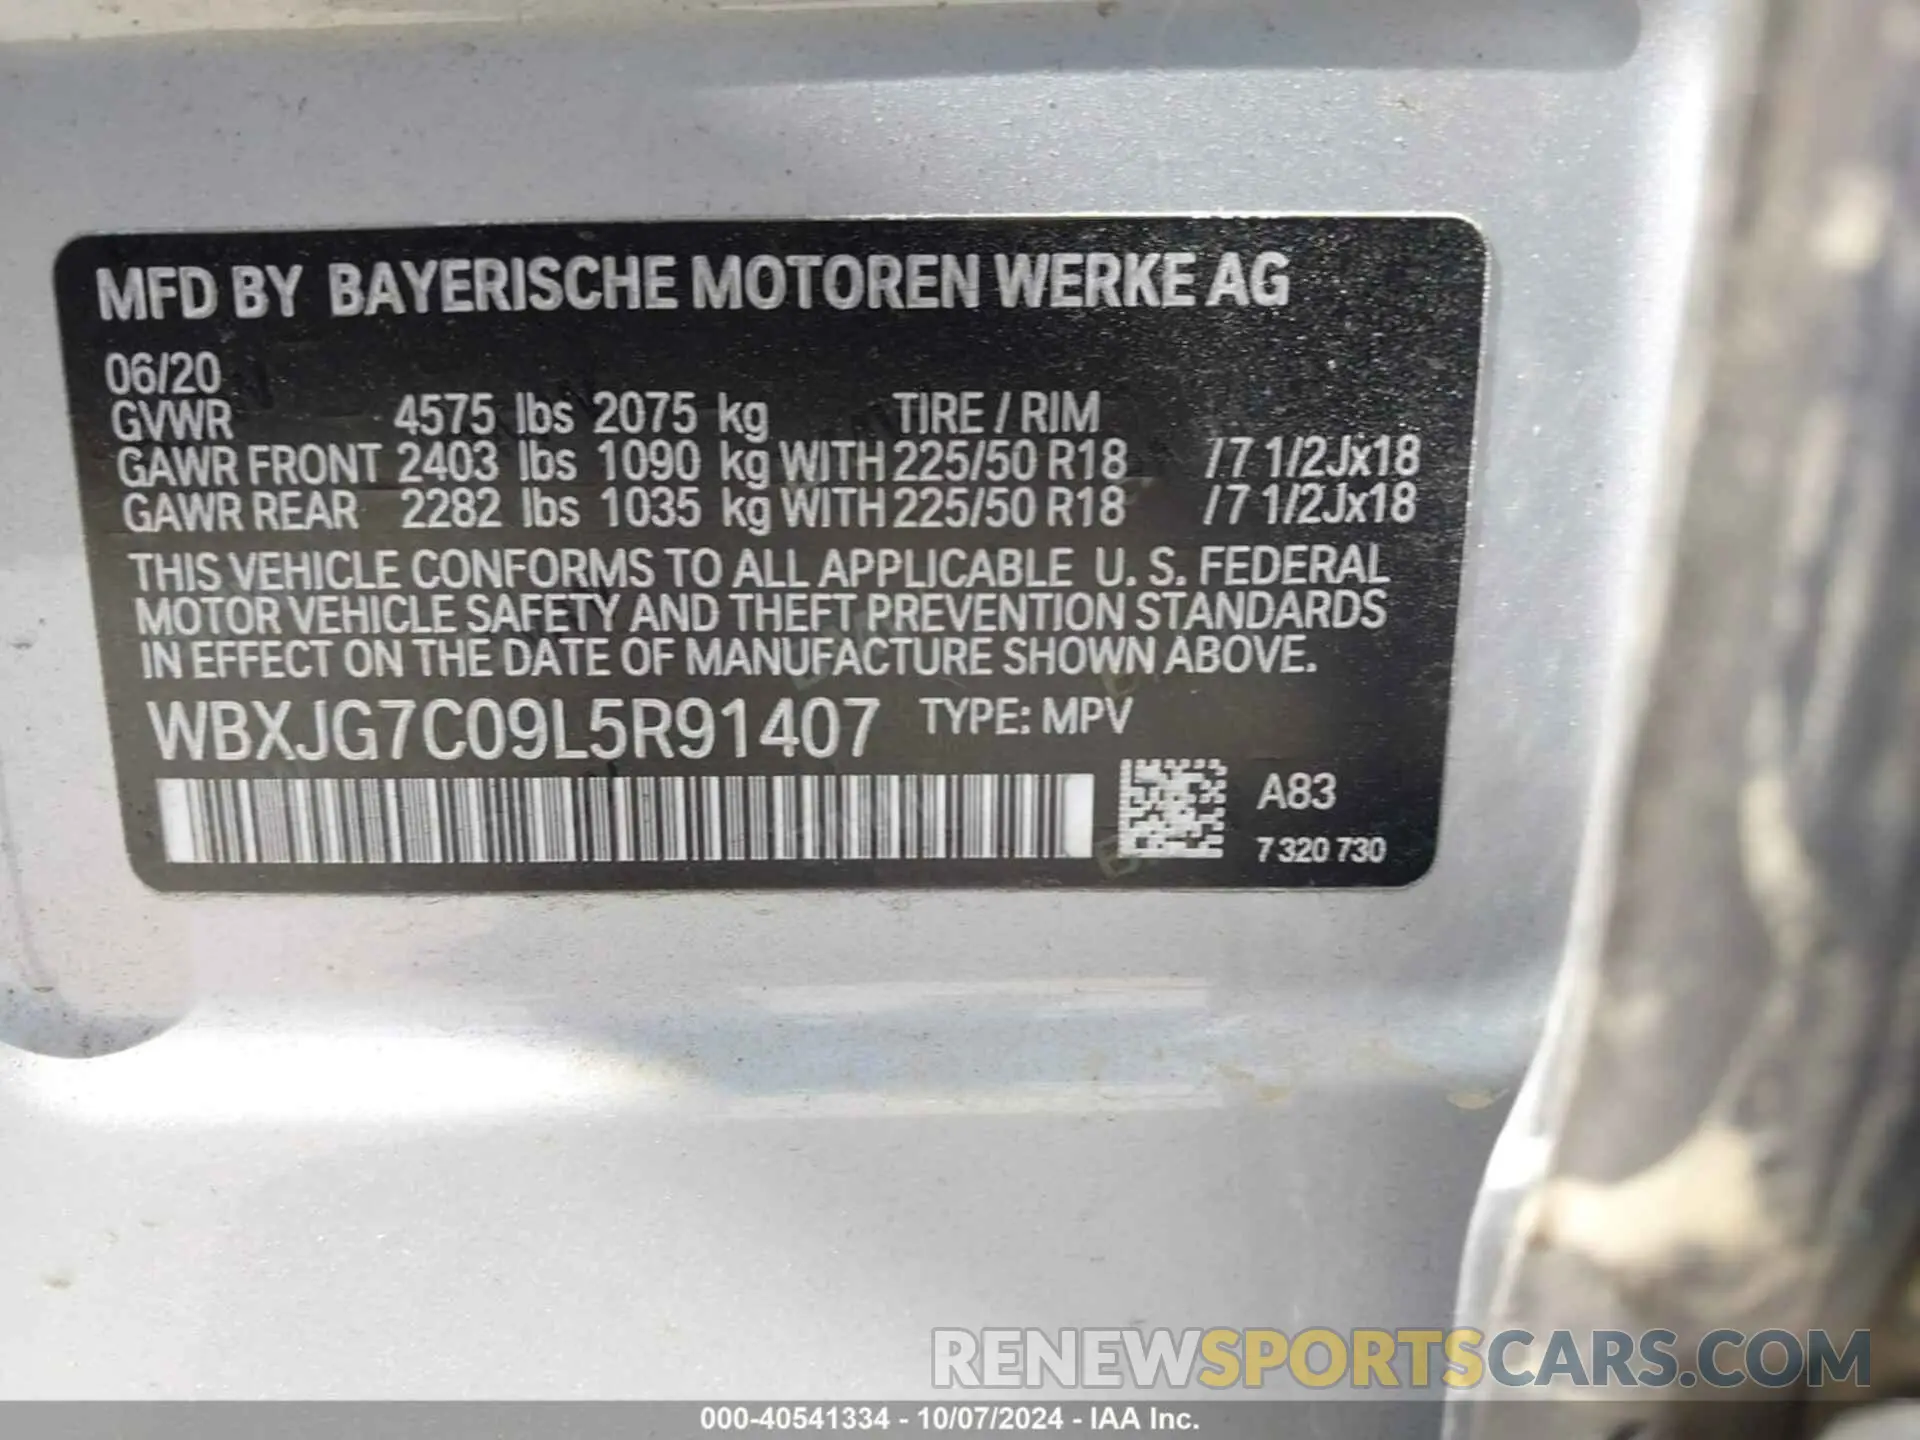 MFD BY BAYERISCHE MOTOREN WERKE AG
06/20
GVWR 4575 lbs 2075 kg TIRE / RIM
GAWR FRONT 2403 lbs 1090 kg WITH 225/50 R18 /7 1/2Jx18
GAWR REAR 2282 lbs 1035 kg WITH 225/50 R18 /7 1/2Jx18
THIS VEHICLE CONFORMS TO ALL APPLICABLE U. S. FEDERAL
MOTOR VEHICLE SAFETY AND THEFT PREVENTION STANDARDS
IN EFFECT ON THE DATE OF MANUFACTURE SHOWN ABOVE.
WBXJG7C09L5R91407 TYPE: MPV
A83
7 320 730
RENEWSPORTSCARS.COM
000-40541334 - 10/07/2024 - IAA Inc.